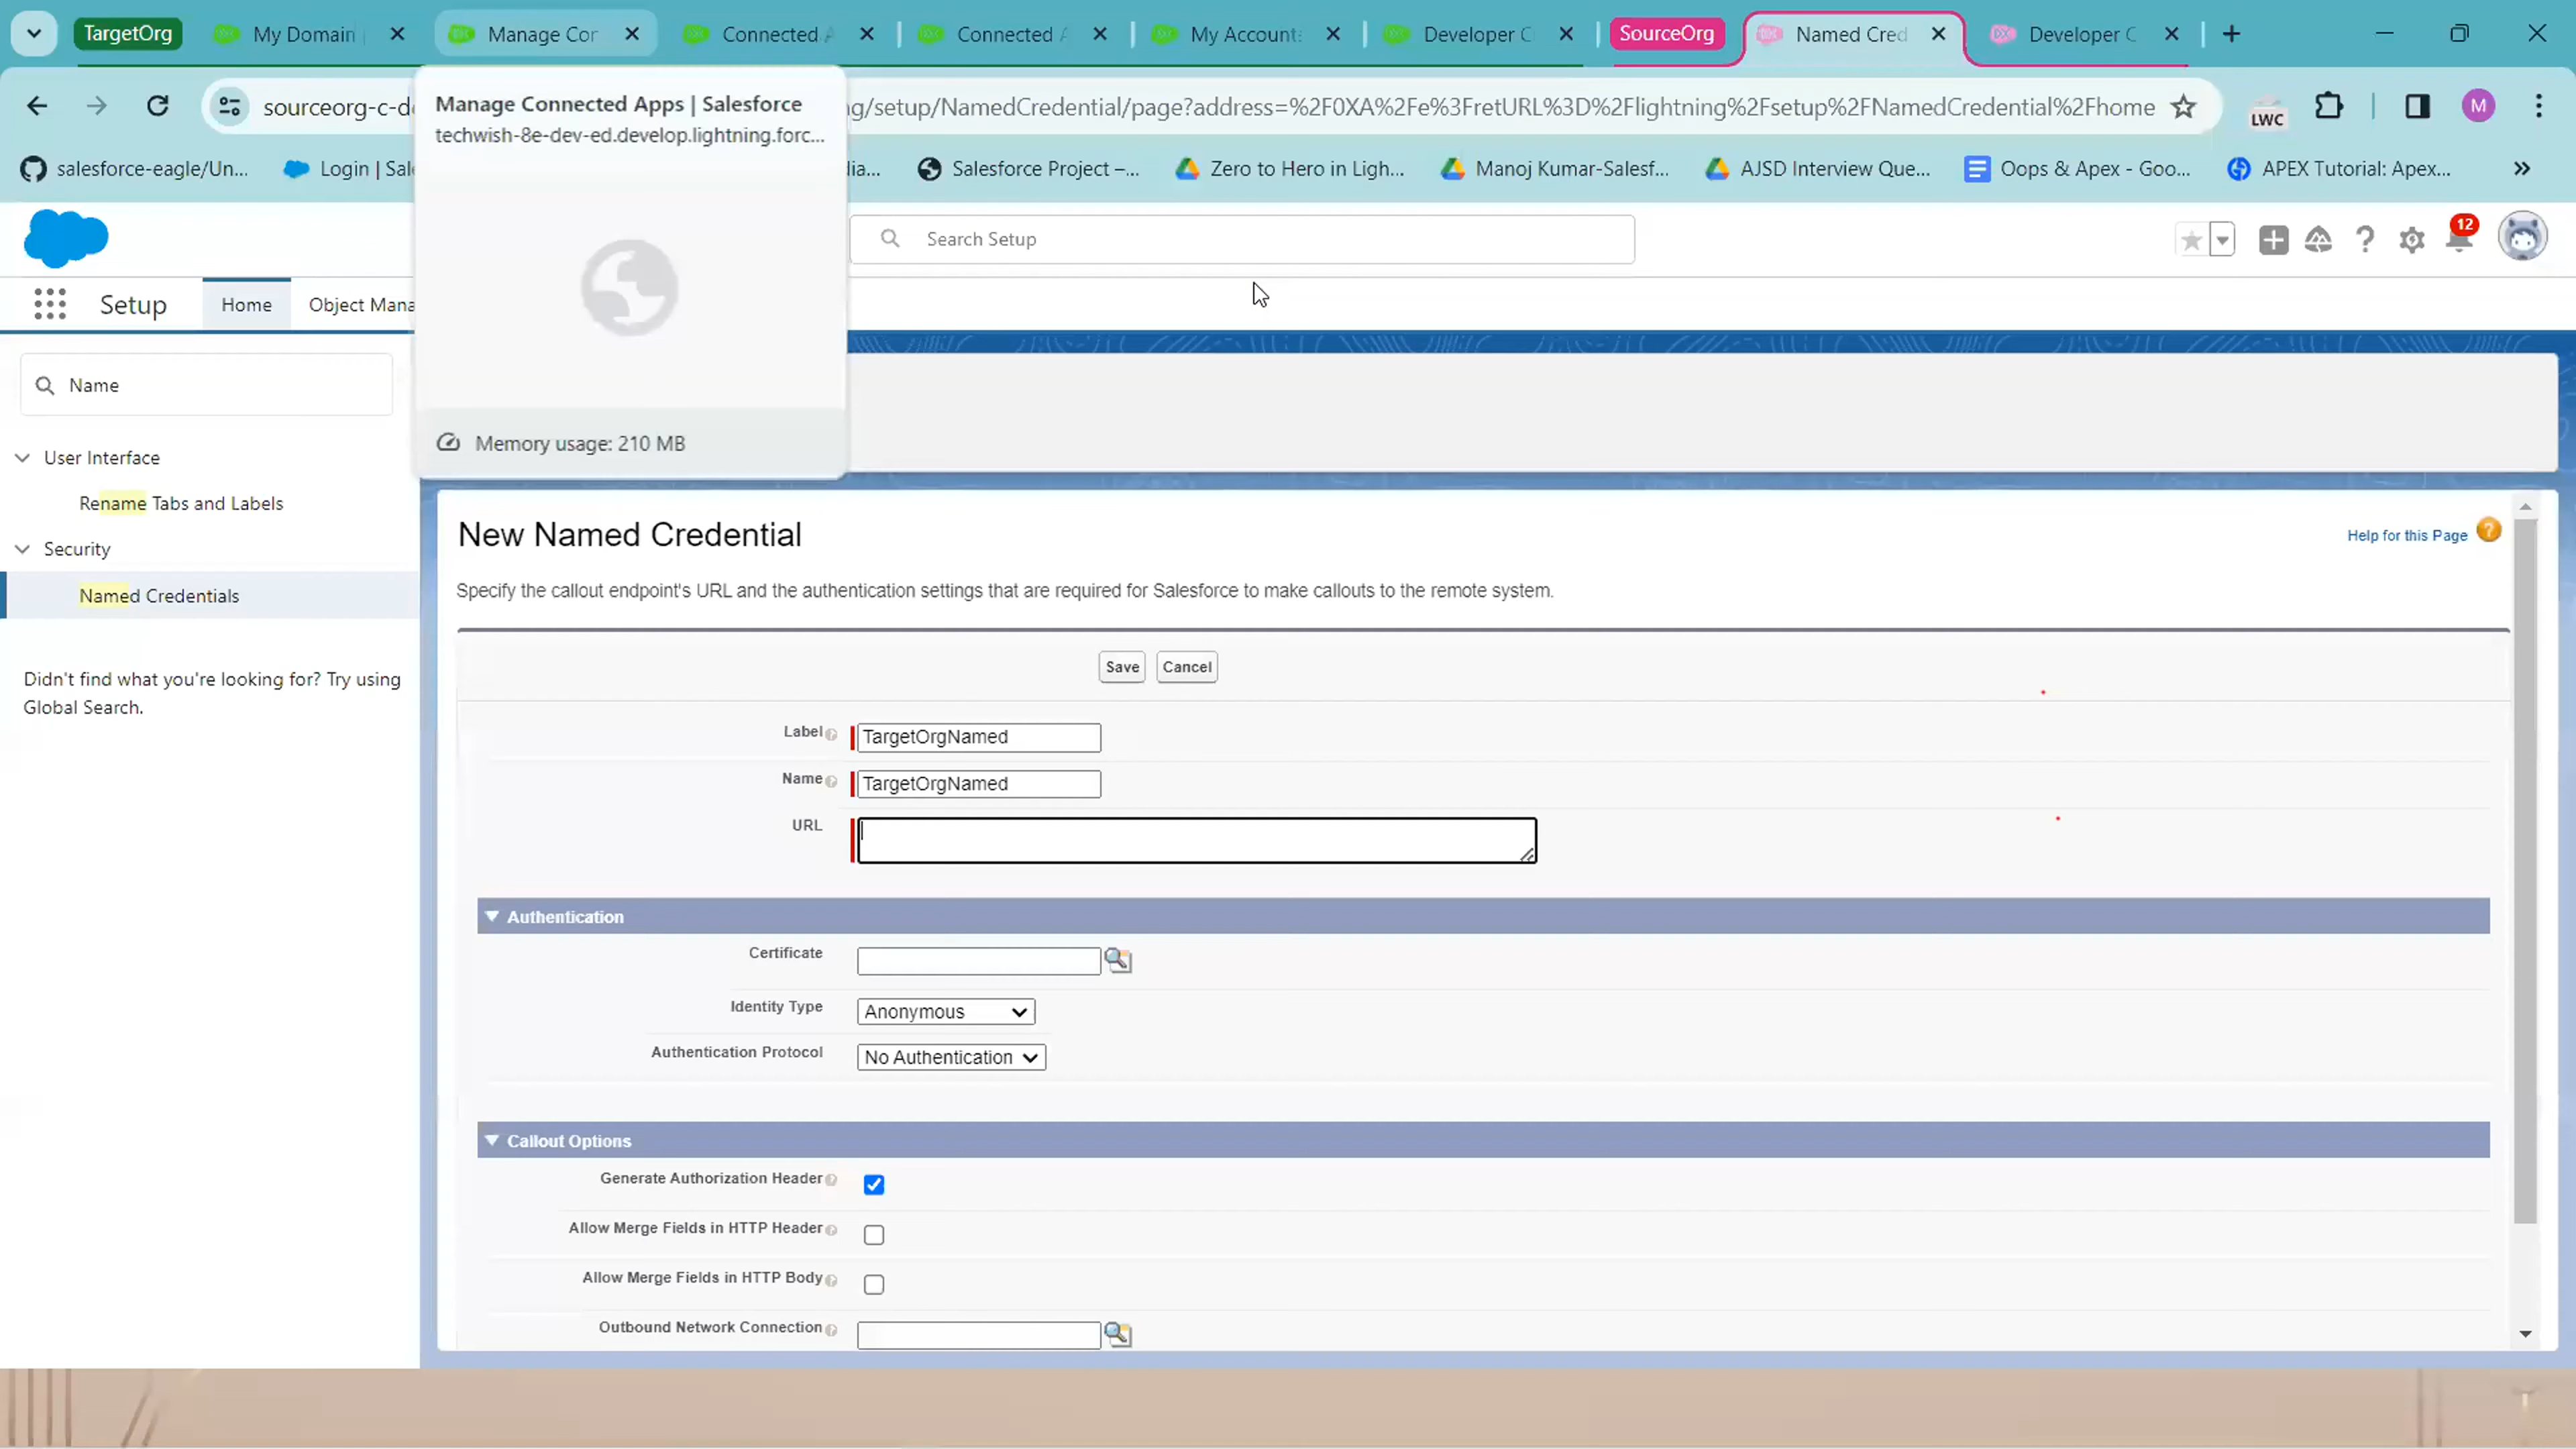 TargetOrg
My Domain
Manage Con
Connected A
Connected A
My Account
Developer C
SourceOrg
Named Cred
Developer C
sourceorg-c-de
ng/setup/NamedCredential/page?address=%2F0XA%2Fe%3FretURL%3D%2Flightning%2Fsetup%2FNamedCredential%2Fhome
LWC
M
Manage Connected Apps | Salesforce
techwish-8e-dev-ed.develop.lightning.forc...
Memory usage: 210 MB
salesforce-eagle/Un...
Login | Sale
dia...
Salesforce Project –...
Zero to Hero in Ligh...
Manoj Kumar-Salesf...
AJSD Interview Que...
Oops & Apex - Goo...
APEX Tutorial: Apex...
Search Setup
12
Setup
Home
Object Mana
Name
User Interface
Rename Tabs and Labels
Security
Named Credentials
Didn't find what you're looking for? Try using
Global Search.
New Named Credential
Help for this Page
Specify the callout endpoint's URL and the authentication settings that are required for Salesforce to make callouts to the remote system.
Save Cancel
Label TargetOrgNamed
Name TargetOrgNamed
URL
Authentication
Certificate
Identity Type Anonymous
Authentication Protocol No Authentication
Callout Options
Generate Authorization Header
Allow Merge Fields in HTTP Header
Allow Merge Fields in HTTP Body
Outbound Network Connection